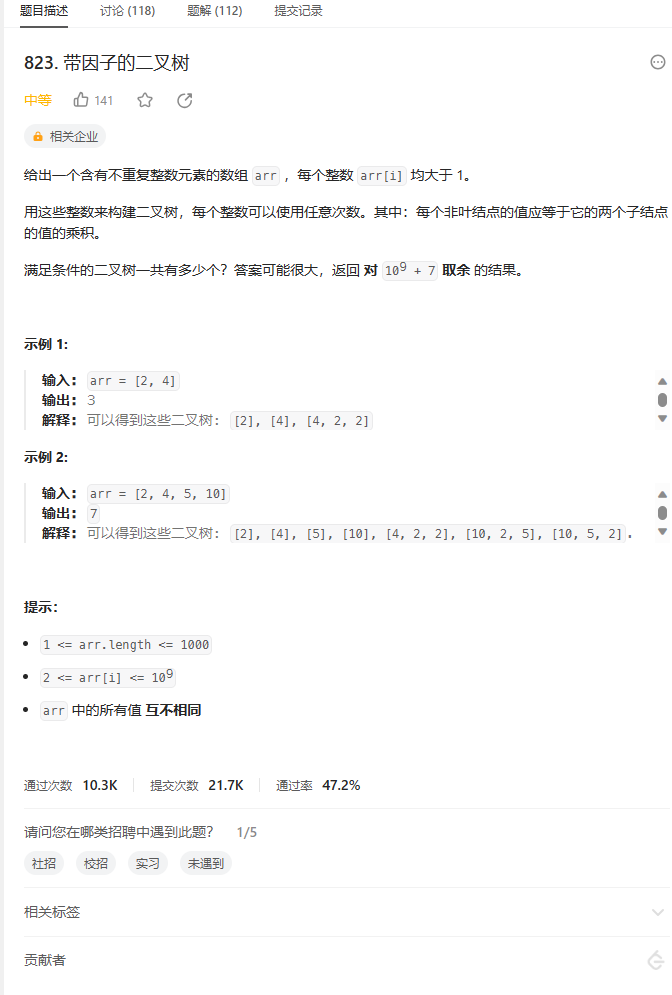 题目描述 讨论 (118) 题解 (112) 提交记录
823. 带因子的二叉树
中等 141
相关企业
给出一个含有不重复整数元素的数组 arr ，每个整数 arr[i] 均大于 1。
用这些整数来构建二叉树，每个整数可以使用任意次数。其中：每个非叶结点的值应等于它的两个子结点
的值的乘积。
满足条件的二叉树一共有多少个？答案可能很大，返回 对 10⁹ + 7 取余 的结果。
示例 1:
输入: arr = [2, 4]
输出: 3
解释: 可以得到这些二叉树: [2], [4], [4, 2, 2]
示例 2:
输入: arr = [2, 4, 5, 10]
输出: 7
解释: 可以得到这些二叉树: [2], [4], [5], [10], [4, 2, 2], [10, 2, 5], [10, 5, 2].
提示：
1 <= arr.length <= 1000
2 <= arr[i] <= 10⁹
arr 中的所有值 互不相同
通过次数 10.3K 提交次数 21.7K 通过率 47.2%
请问您在哪类招聘中遇到此题？ 1/5
社招 校招 实习 未遇到
相关标签
贡献者